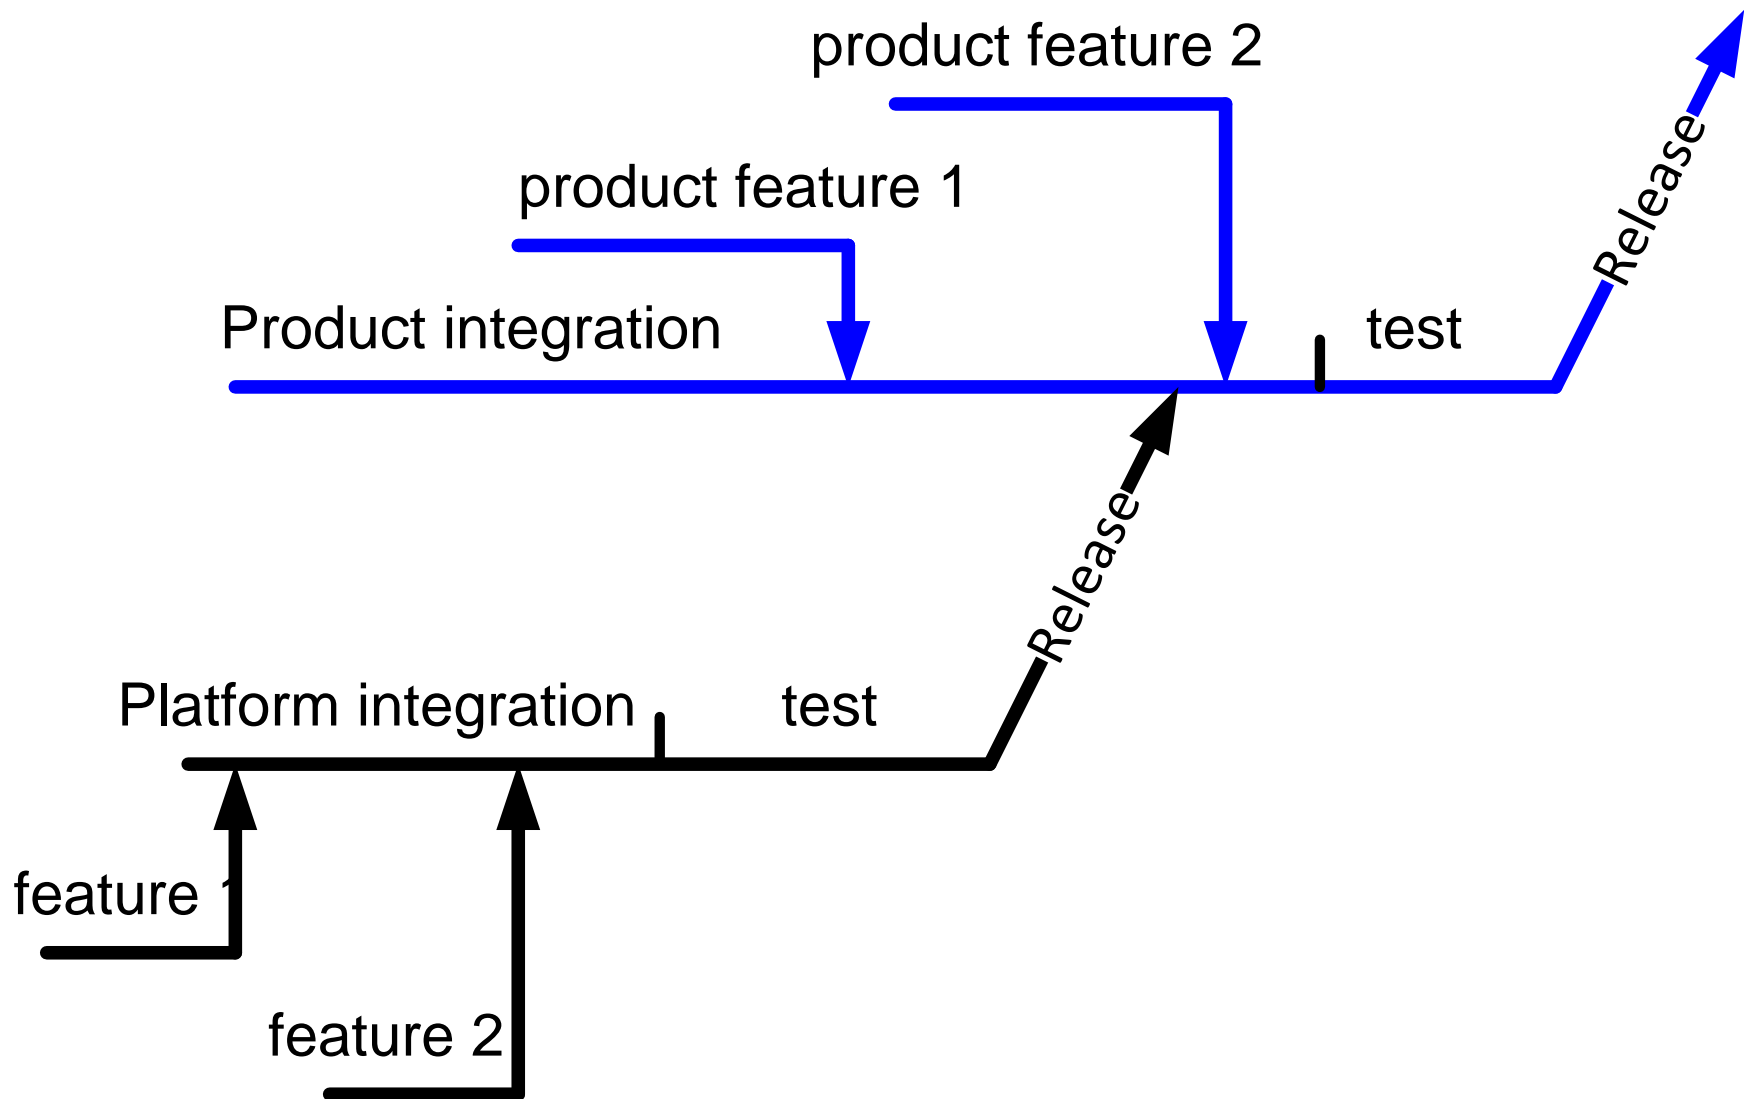 product feature 2
product feature 1
Release
Product integration
test
Release
Platform integration
test
feature 1
feature 2